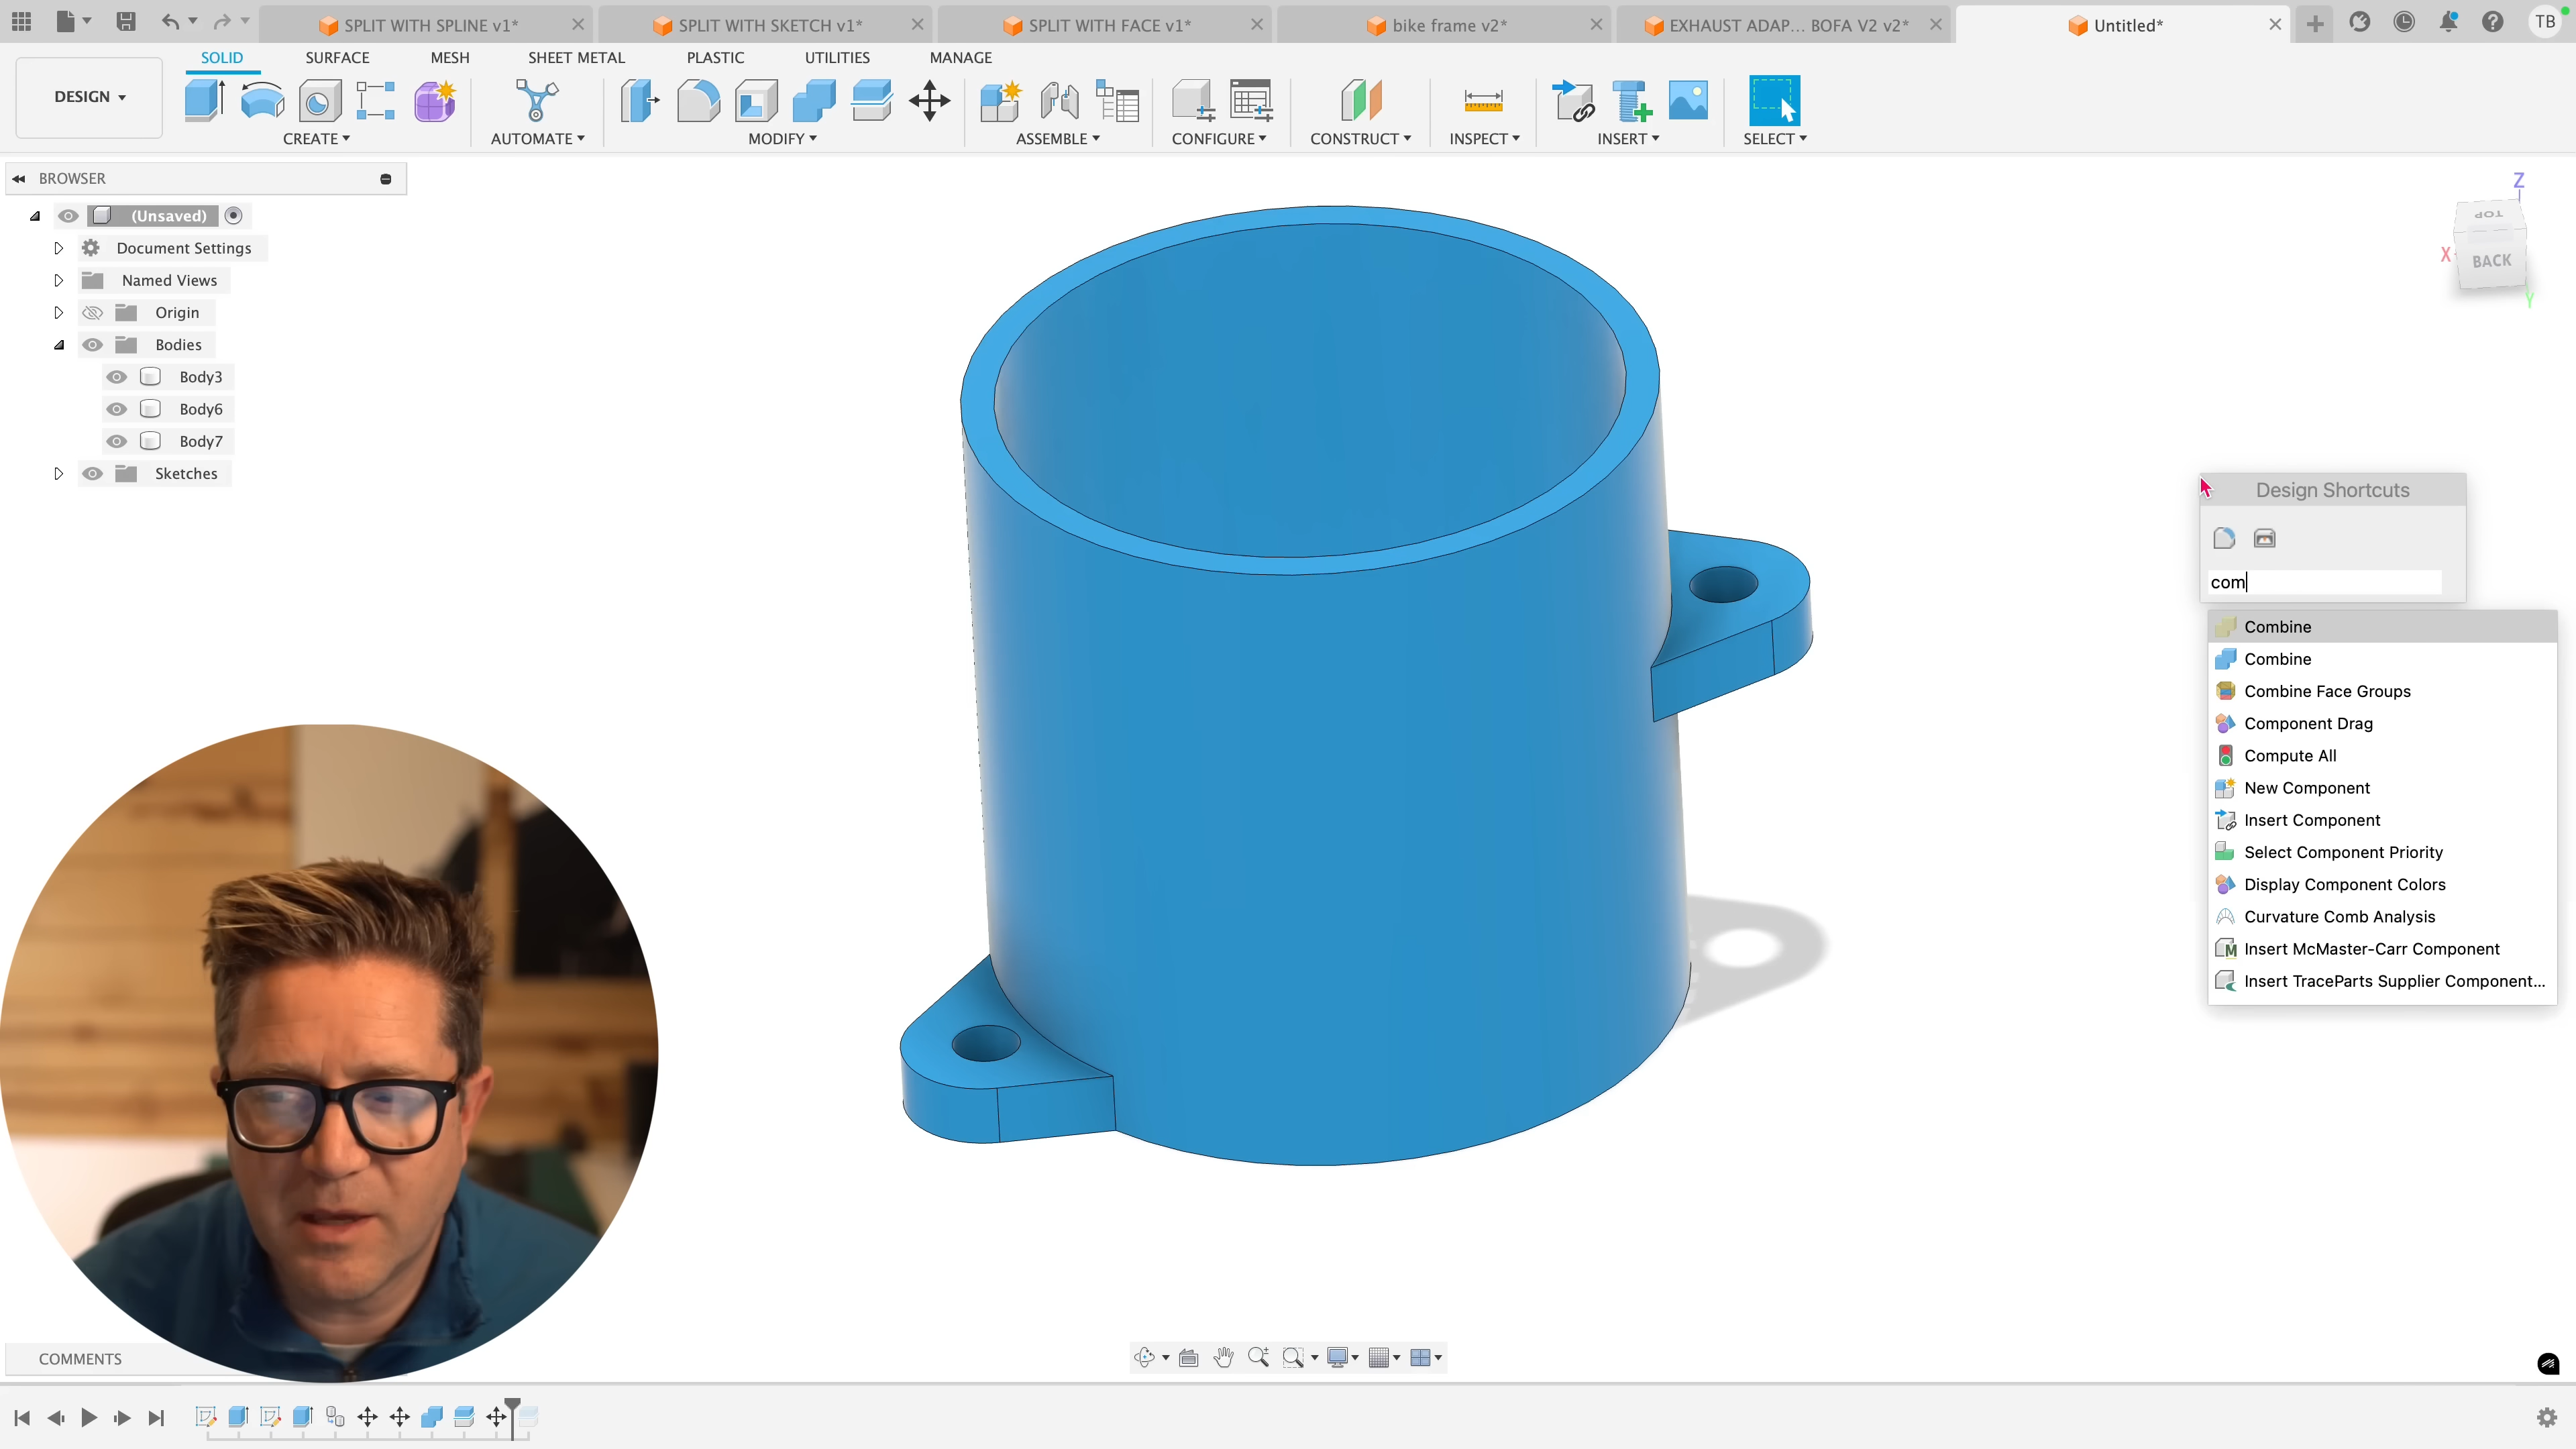 SPLIT WITH SPLINE v1*
SPLIT WITH SKETCH v1*
SPLIT WITH FACE v1*
bike frame v2*
EXHAUST ADAP... BOFA V2 v2*
Untitled*
TB
SOLID
SURFACE
MESH
SHEET METAL
PLASTIC
UTILITIES
MANAGE
DESIGN
CREATE
AUTOMATE
MODIFY
ASSEMBLE
CONFIGURE
CONSTRUCT
INSPECT
INSERT
SELECT
BROWSER
(Unsaved)
Document Settings
Named Views
Origin
Bodies
Body3
Body6
Body7
Sketches
Z
TOP
X
BACK
Y
Design Shortcuts
com
Combine
Combine
Combine Face Groups
Component Drag
Compute All
New Component
Insert Component
Select Component Priority
Display Component Colors
Curvature Comb Analysis
Insert McMaster-Carr Component
Insert TraceParts Supplier Component...
COMMENTS